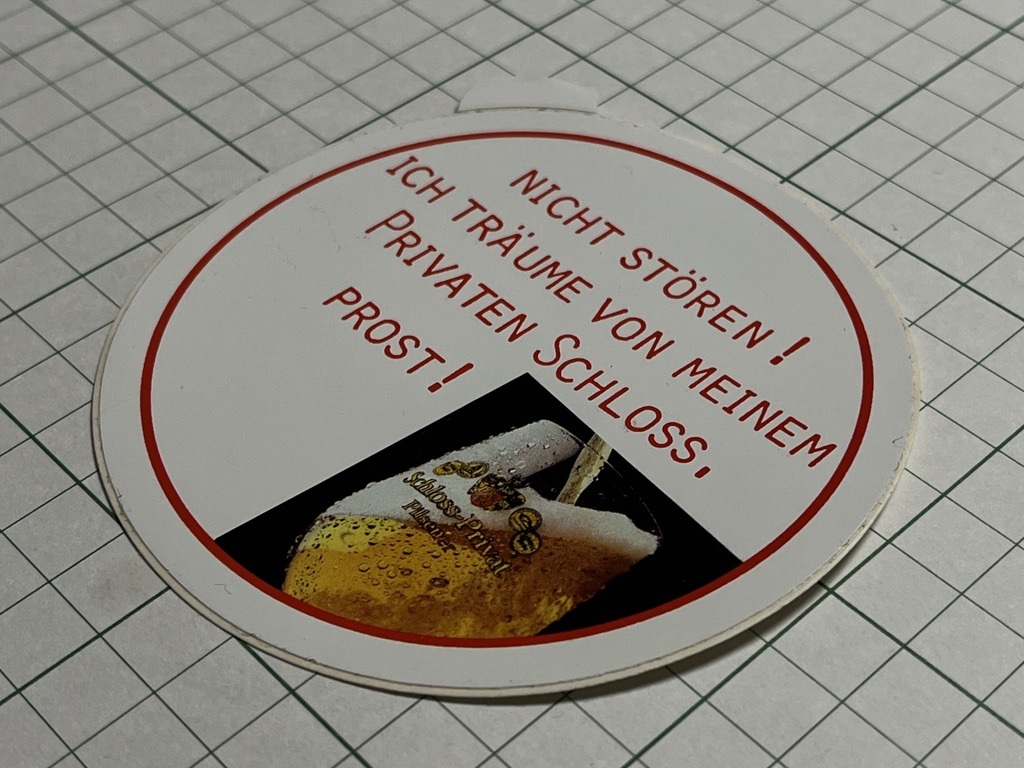 NICHT STÖREN!
ICH TRÄUME VON MEINEM
PRIVATEN SCHLOSS,
PROST!
Schloss-Privat
Pilsener